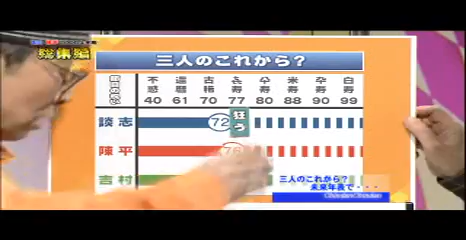 総集編
三人のこれから?
不惑 還暦 古稀 喜寿 傘寿 米寿 卒寿 白寿
40 61 70 77 80 88 90 99
談志 72 狂う
陳平 76
吉村
三人のこれから?
未来年表で・・・